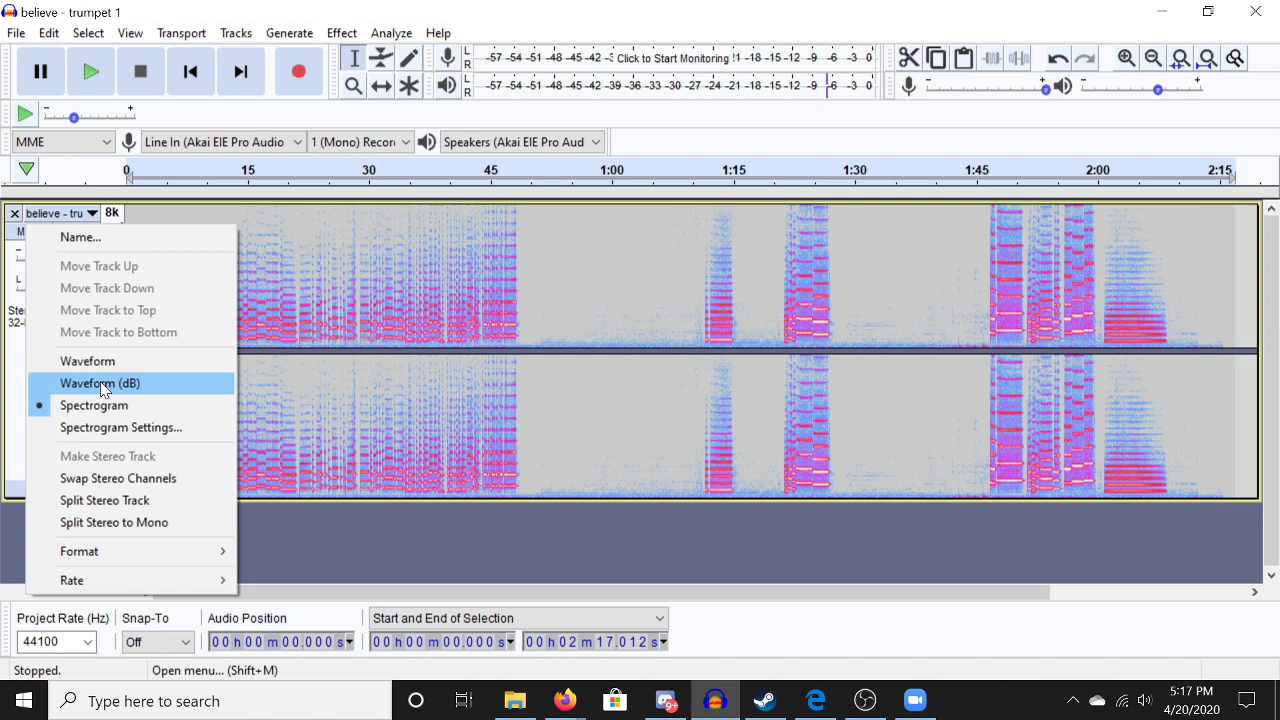 believe - trumpet 1
File Edit Select View Transport Tracks Generate Effect Analyze Help
L -57 -54 -51 -48 -45 -42 -3 Click to Start Monitoring !1 -18 -15 -12 -9 -6 -3 0
R
L -57 -54 -51 -48 -45 -42 -39 -36 -33 -30 -27 -24 -21 -18 -15 -12 -9 -6 -3 0
R
- +
- +
- +
MME Line In (Akai EIE Pro Audio 1 (Mono) Recor Speakers (Akai EIE Pro Aud
0 15 30 45 1:00 1:15 1:30 1:45 2:00 2:15
believe - tru 8k
M
L
Ste
32-
Name...
Move Track Up
Move Track Down
Move Track to Top
Move Track to Bottom
Waveform
Waveform (dB)
Spectrogram
Spectrogram Settings...
Make Stereo Track
Swap Stereo Channels
Split Stereo Track
Split Stereo to Mono
Format
Rate
Project Rate (Hz) Snap-To Audio Position Start and End of Selection
44100 Off 00 h 00 m 00.000 s 00 h 00 m 00.000 s 00 h 02 m 17.012 s
Stopped. Open menu... (Shift+M)
Type here to search
9+
5:17 PM
4/20/2020